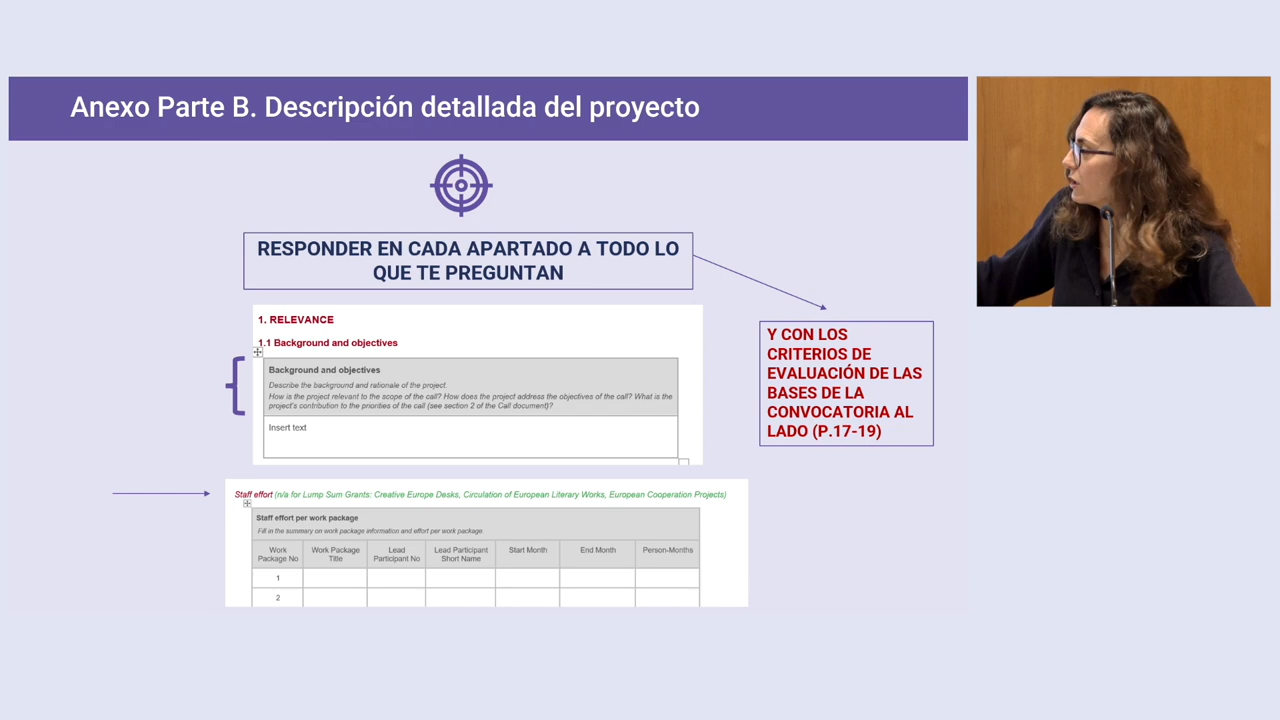 Anexo Parte B. Descripción detallada del proyecto
RESPONDER EN CADA APARTADO A TODO LO
QUE TE PREGUNTAN
1. RELEVANCE
1.1 Background and objectives
Background and objectives
Describe the background and rationale of the project.
How is the project relevant to the scope of the call? How does the project address the objectives of the call? What is the
project's contribution to the priorities of the call (see section 2 of the Call document)?
Insert text
Y CON LOS
CRITERIOS DE
EVALUACIÓN DE LAS
BASES DE LA
CONVOCATORIA AL
LADO (P.17-19)
Staff effort (n/a for Lump Sum Grants: Creative Europe Desks, Circulation of European Literary Works, European Cooperation Projects)
Staff effort per work package
Fill in the summary on work package information and effort per work package
Work Package No
Work Package Title
Lead Participant No
Lead Participant Short Name
Start Month
End Month
Person-Months
1
2